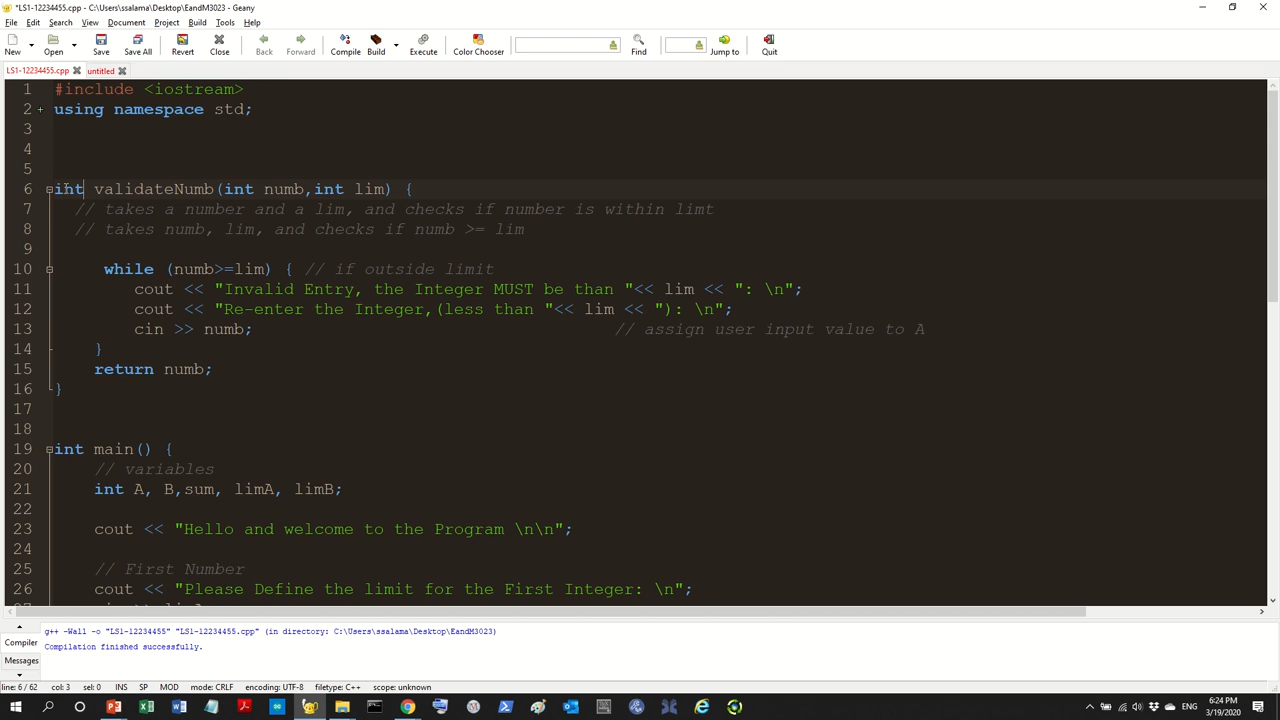 *LS1-12234455.cpp - C:\Users\ssalama\Desktop\EandM3023 - Geany
File Edit Search View Document Project Build Tools Help
New Open Save Save All Revert Close Back Forward Compile Build Execute Color Chooser Find Jump to Quit
LS1-12234455.cpp untitled
1 #include <iostream>
2 using namespace std;
3
4
5
6 int validateNumb(int numb,int lim) {
7 // takes a number and a lim, and checks if number is within limt
8 // takes numb, lim, and checks if numb >= lim
9
10 while (numb>=lim) { // if outside limit
11 cout << "Invalid Entry, the Integer MUST be than "<< lim << ": \n";
12 cout << "Re-enter the Integer,(less than "<< lim << "): \n";
13 cin >> numb; // assign user input value to A
14 }
15 return numb;
16 }
17
18
19 int main() {
20 // variables
21 int A, B,sum, limA, limB;
22
23 cout << "Hello and welcome to the Program \n\n";
24
25 // First Number
26 cout << "Please Define the limit for the First Integer: \n";
Compiler
Messages
g++ -Wall -o "LS1-12234455" "LS1-12234455.cpp" (in directory: C:\Users\ssalama\Desktop\EandM3023)
Compilation finished successfully.
line: 6 / 62 col: 3 sel: 0 INS SP MOD mode: CRLF encoding: UTF-8 filetype: C++ scope: unknown
6:24 PM
3/19/2020